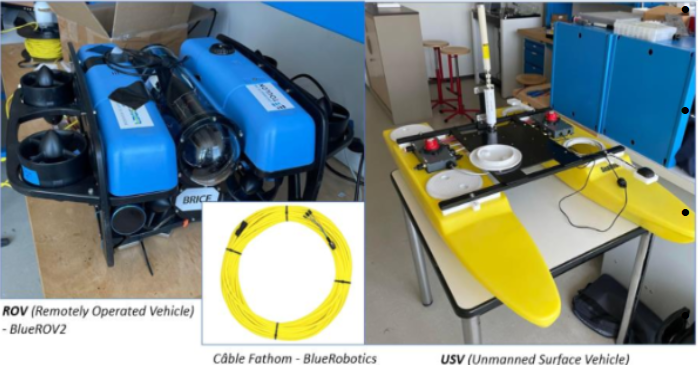 BRICE
ROV (Remotely Operated Vehicle)
- BlueROV2
Câble Fathom - BlueRobotics
USV (Unmanned Surface Vehicle)